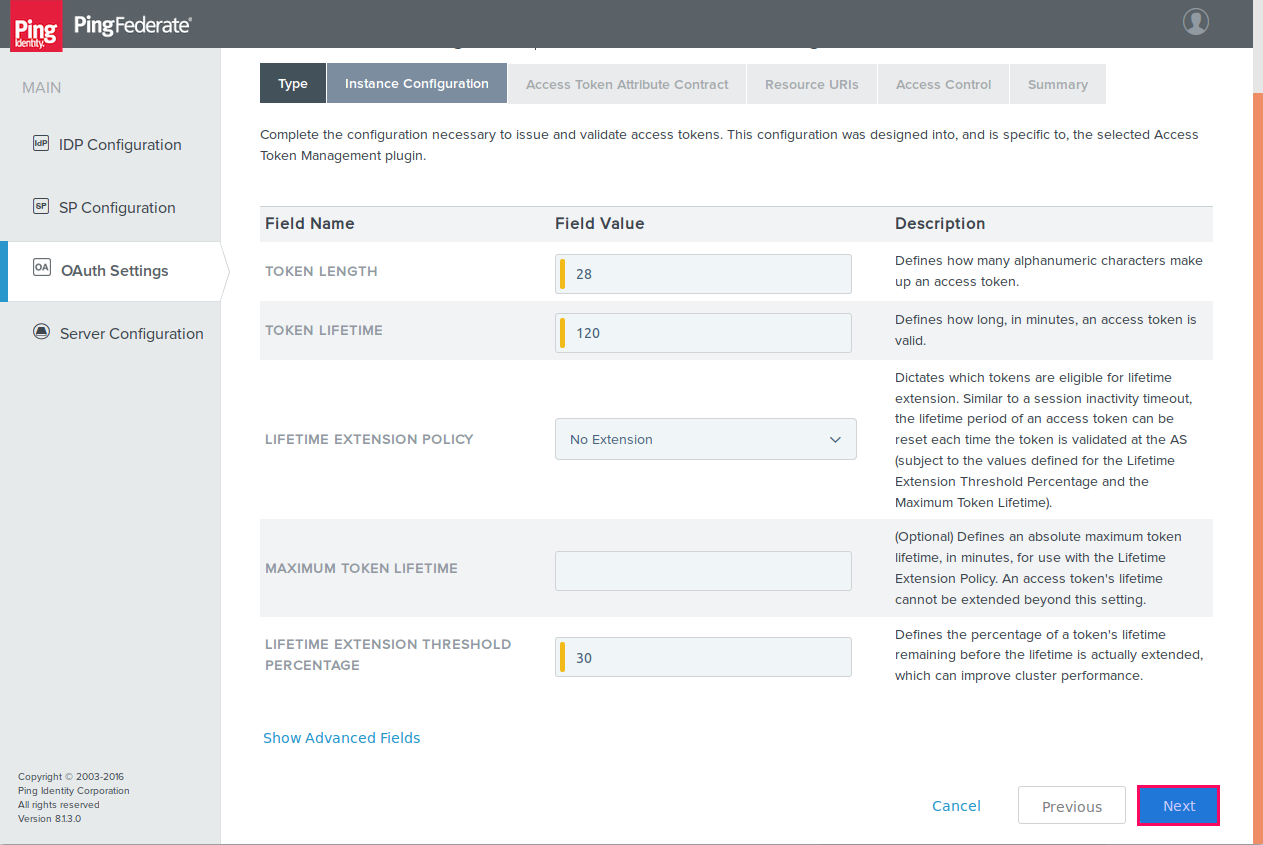 Ping
Identity.
PingFederate®
MAIN
IdP IDP Configuration
SP SP Configuration
OA OAuth Settings
Server Configuration
Copyright © 2003-2016
Ping Identity Corporation
All rights reserved
Version 8.1.3.0
Type Instance Configuration Access Token Attribute Contract Resource URIs Access Control Summary
Complete the configuration necessary to issue and validate access tokens. This configuration was designed into, and is specific to, the selected Access
Token Management plugin.
Field Name Field Value Description
TOKEN LENGTH 28
Defines how many alphanumeric characters make
up an access token.
TOKEN LIFETIME 120
Defines how long, in minutes, an access token is
valid.
LIFETIME EXTENSION POLICY No Extension
Dictates which tokens are eligible for lifetime
extension. Similar to a session inactivity timeout,
the lifetime period of an access token can be
reset each time the token is validated at the AS
(subject to the values defined for the Lifetime
Extension Threshold Percentage and the
Maximum Token Lifetime).
MAXIMUM TOKEN LIFETIME
(Optional) Defines an absolute maximum token
lifetime, in minutes, for use with the Lifetime
Extension Policy. An access token's lifetime
cannot be extended beyond this setting.
LIFETIME EXTENSION THRESHOLD
PERCENTAGE
30
Defines the percentage of a token's lifetime
remaining before the lifetime is actually extended,
which can improve cluster performance.
Show Advanced Fields
Cancel Previous Next